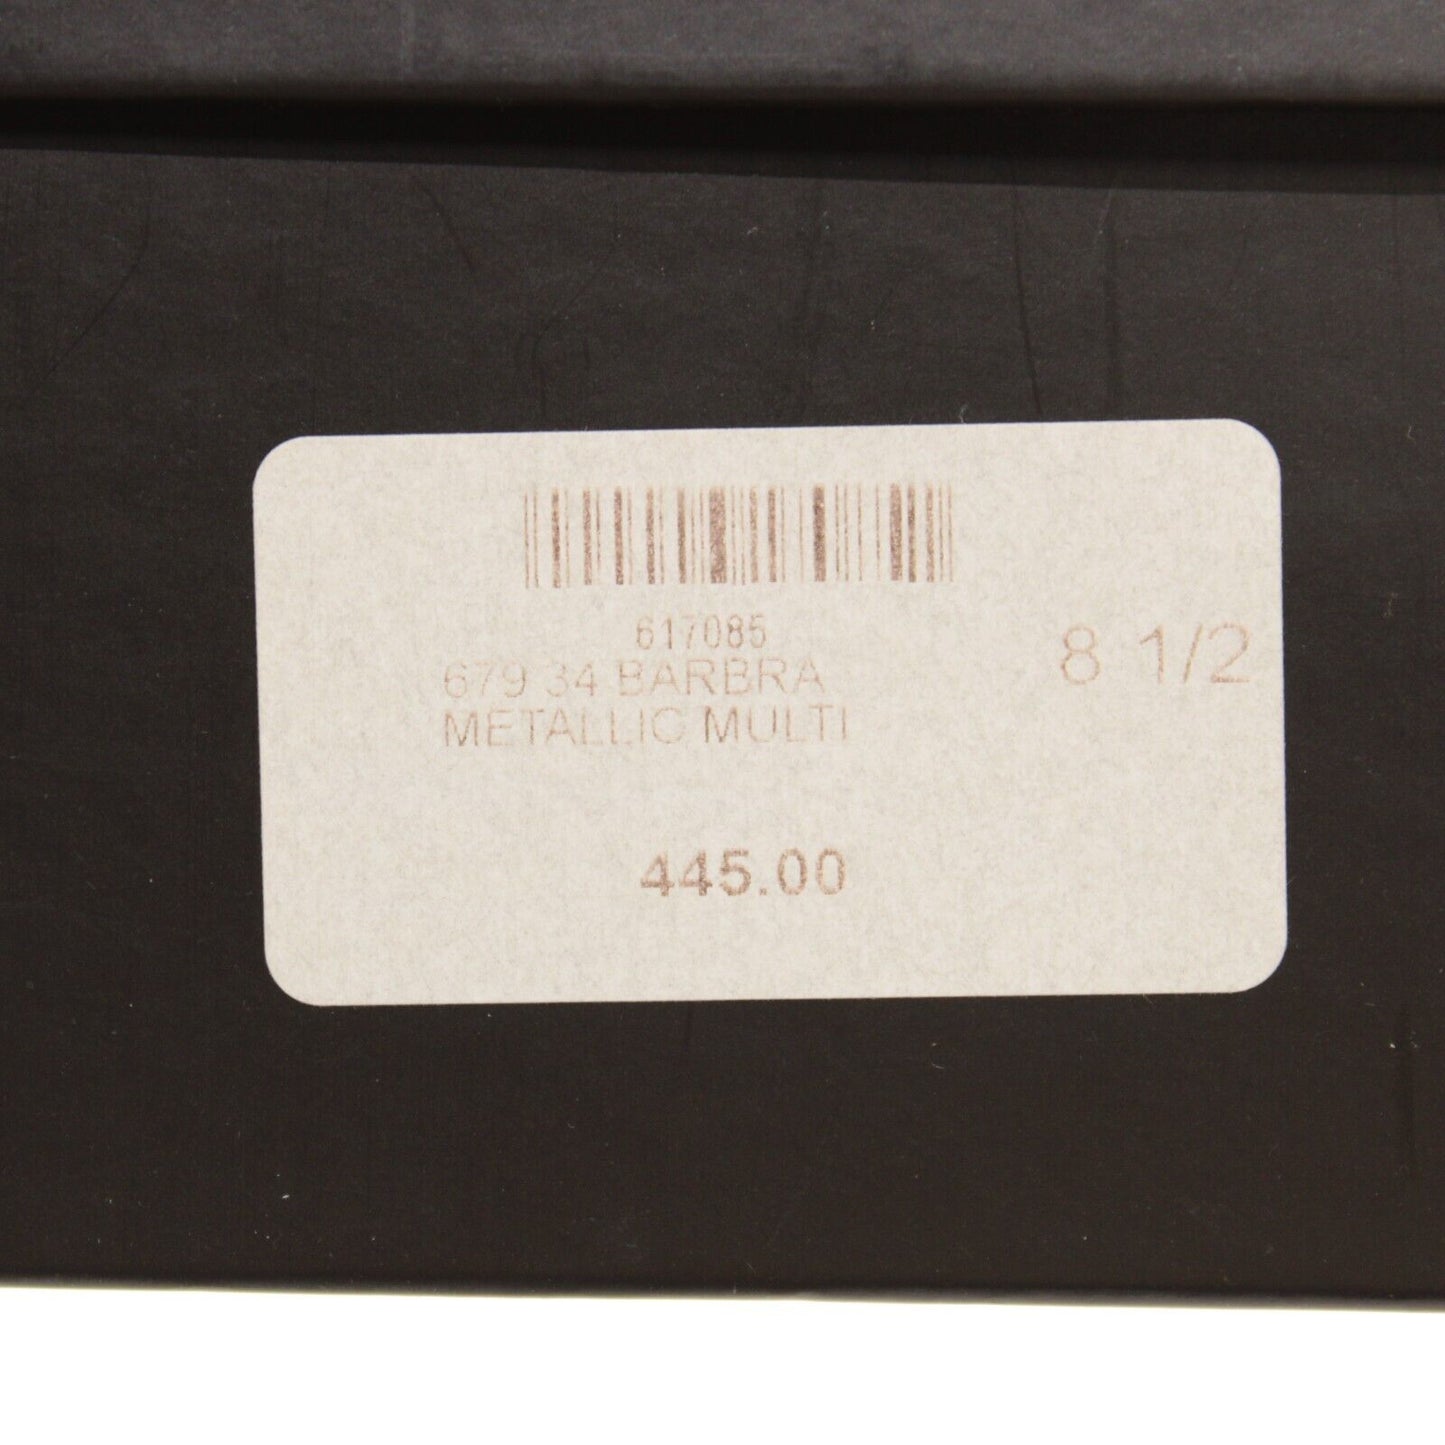 617085
679 34 BARBRA
METALLIC MULTI
8 1/2
445.00